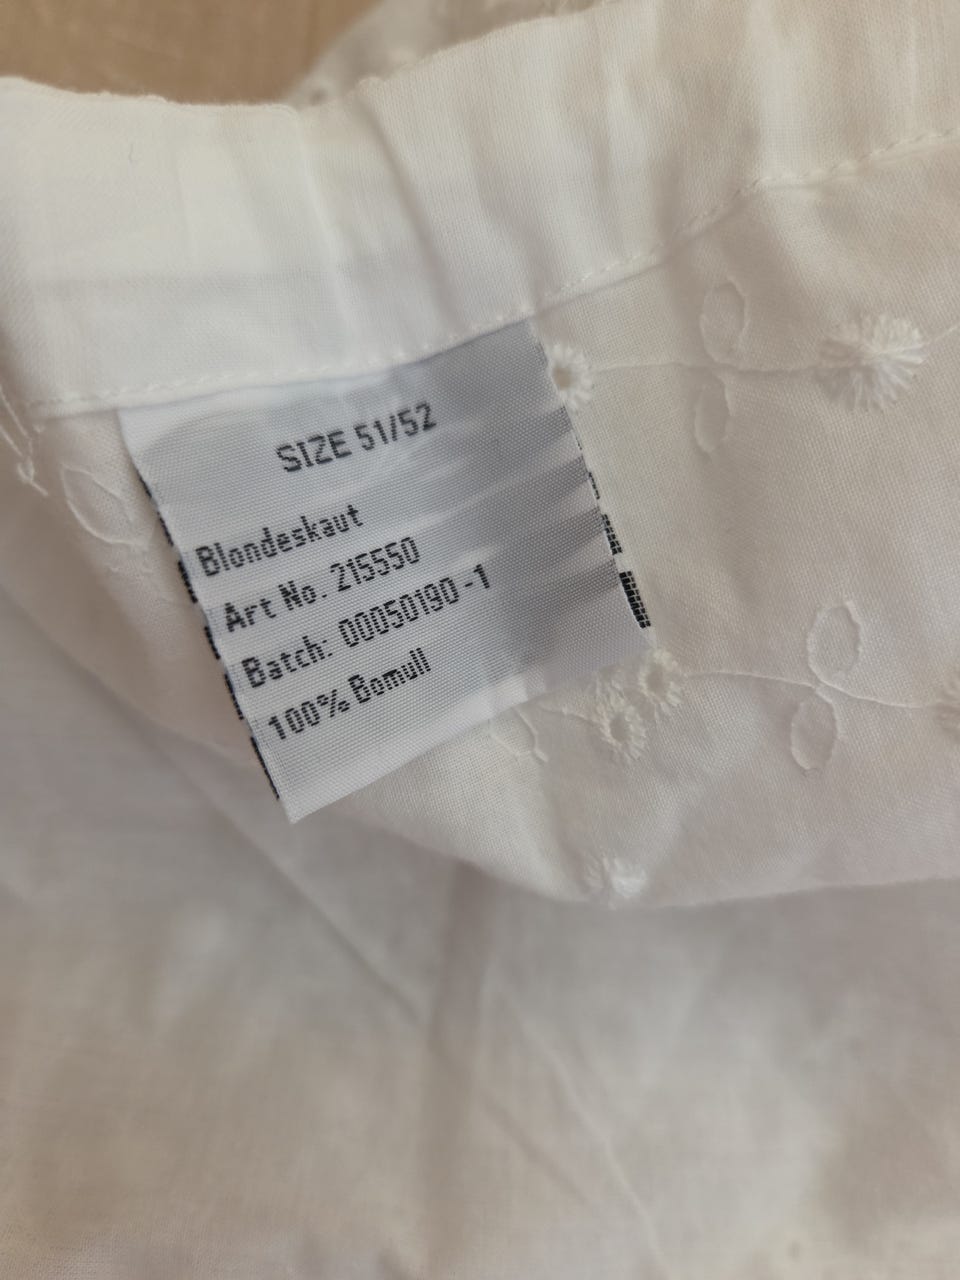 SIZE 51/52
Blondeskaut
Art No. 215550
Batch: 00050190-1
100% Bomull